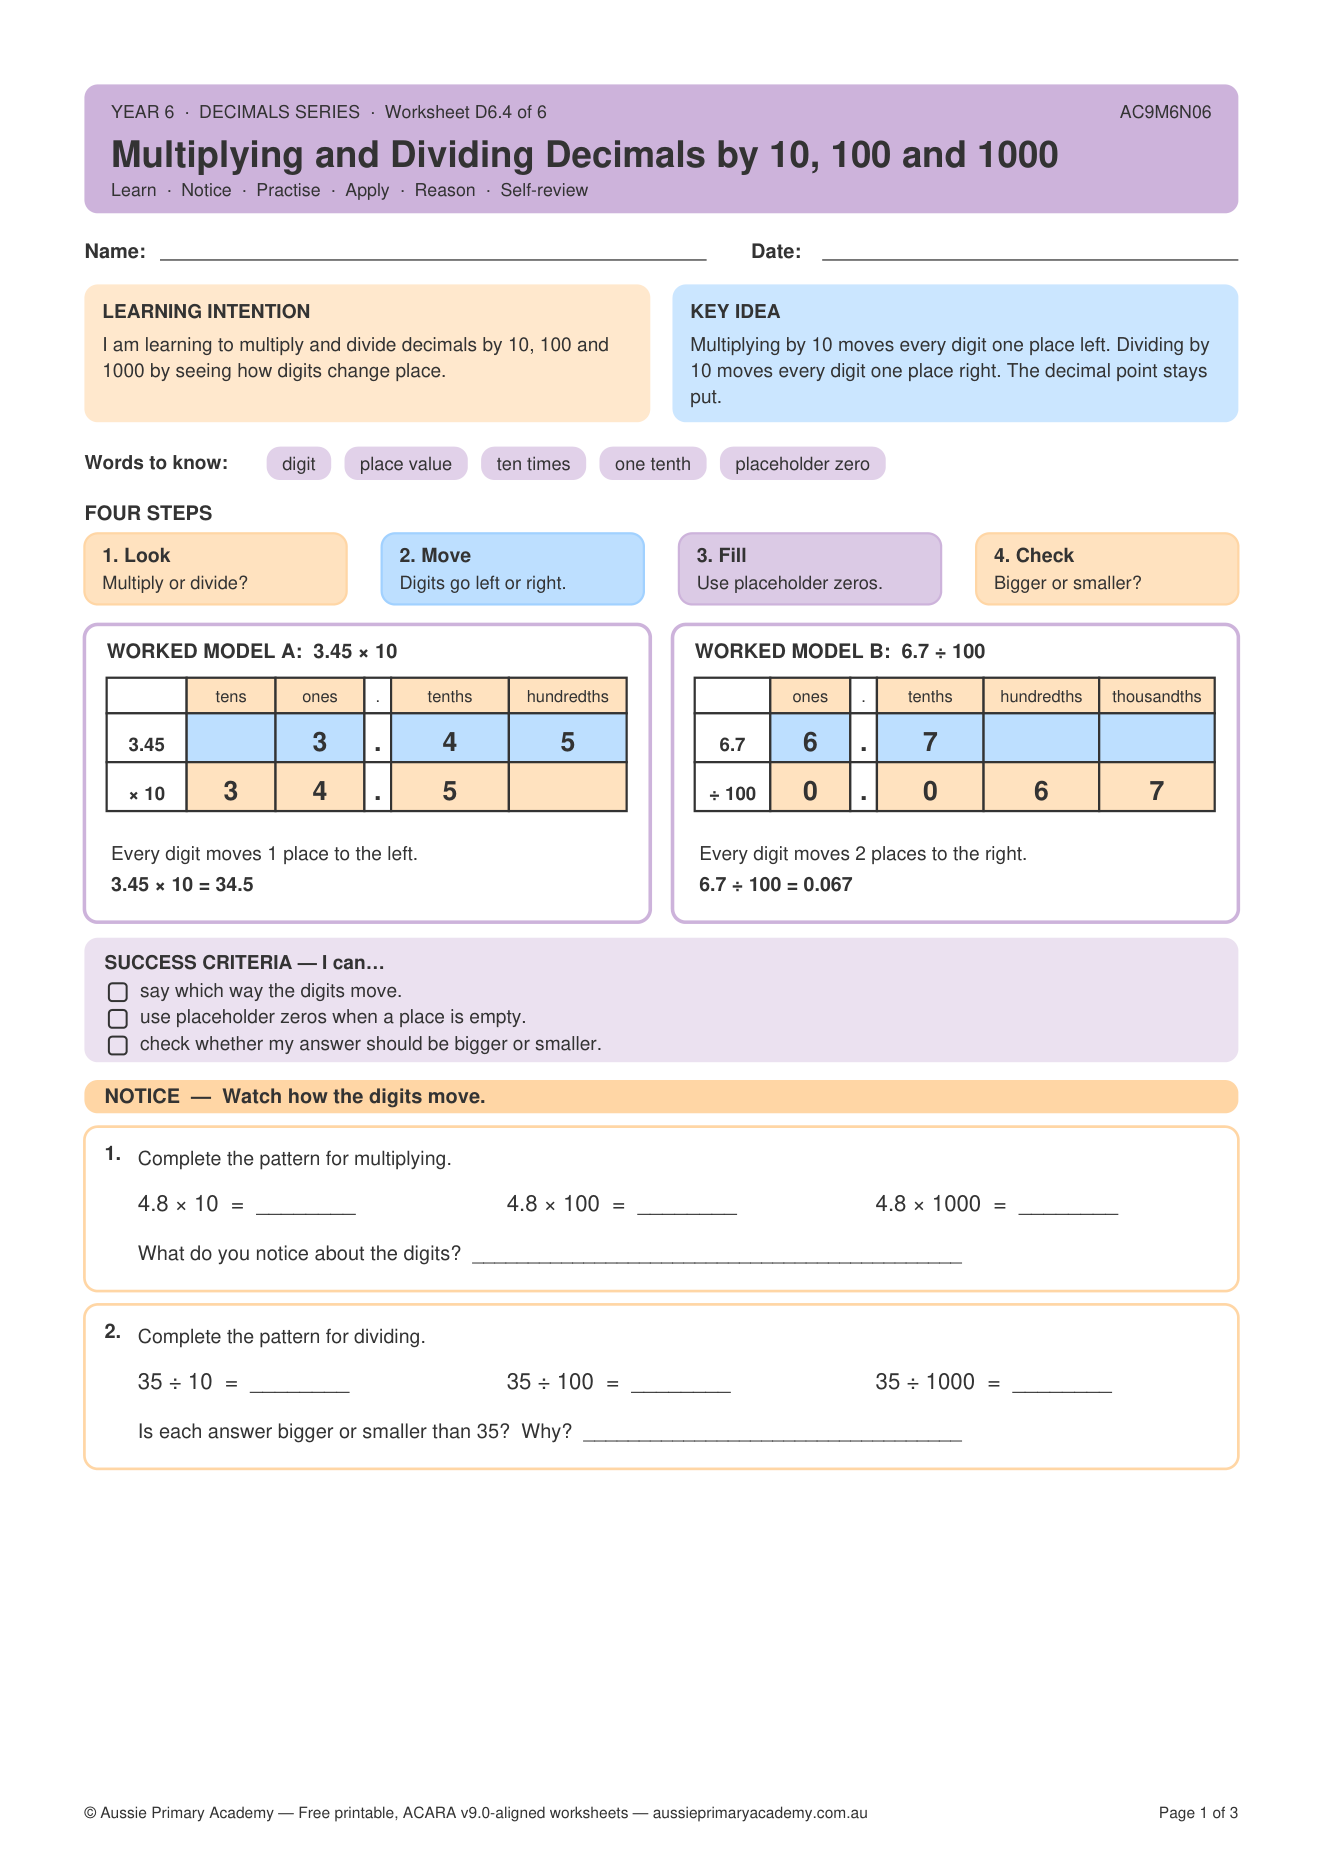 YEAR 6 · DECIMALS SERIES · Worksheet D6.4 of 6 AC9M6N06
Multiplying and Dividing Decimals by 10, 100 and 1000
Learn · Notice · Practise · Apply · Reason · Self-review
Name: ________ Date: ________
LEARNING INTENTION
I am learning to multiply and divide decimals by 10, 100 and
1000 by seeing how digits change place.
KEY IDEA
Multiplying by 10 moves every digit one place left. Dividing by
10 moves every digit one place right. The decimal point stays
put.
Words to know: digit place value ten times one tenth placeholder zero
FOUR STEPS
1. Look
Multiply or divide?
2. Move
Digits go left or right.
3. Fill
Use placeholder zeros.
4. Check
Bigger or smaller?
WORKED MODEL A: 3.45 × 10
tens ones . tenths hundredths
3.45 3 . 4 5
× 10 3 4 . 5
Every digit moves 1 place to the left.
3.45 × 10 = 34.5
WORKED MODEL B: 6.7 ÷ 100
ones . tenths hundredths thousandths
6.7 6 . 7
÷ 100 0 . 0 6 7
Every digit moves 2 places to the right.
6.7 ÷ 100 = 0.067
SUCCESS CRITERIA — I can…
say which way the digits move.
use placeholder zeros when a place is empty.
check whether my answer should be bigger or smaller.
NOTICE — Watch how the digits move.
1. Complete the pattern for multiplying.
4.8 × 10 = ________ 4.8 × 100 = ________ 4.8 × 1000 = ________
What do you notice about the digits? ________
2. Complete the pattern for dividing.
35 ÷ 10 = ________ 35 ÷ 100 = ________ 35 ÷ 1000 = ________
Is each answer bigger or smaller than 35? Why? ________
© Aussie Primary Academy — Free printable, ACARA v9.0-aligned worksheets — aussieprimaryacademy.com.au Page 1 of 3